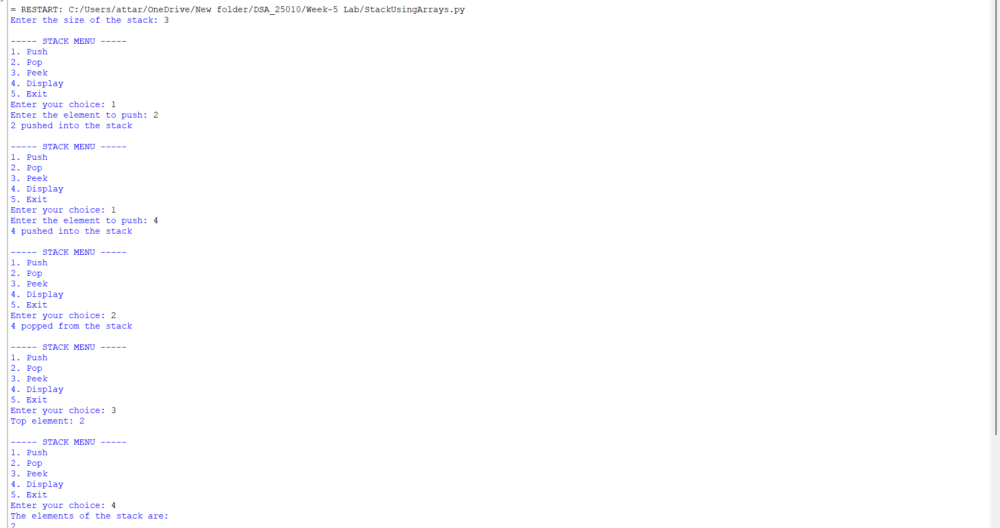 = RESTART: C:/Users/attar/OneDrive/New folder/DSA_25010/Week-5 Lab/StackUsingArrays.py
Enter the size of the stack: 3

----- STACK MENU -----
1. Push
2. Pop
3. Peek
4. Display
5. Exit
Enter your choice: 1
Enter the element to push: 2
2 pushed into the stack

----- STACK MENU -----
1. Push
2. Pop
3. Peek
4. Display
5. Exit
Enter your choice: 1
Enter the element to push: 4
4 pushed into the stack

----- STACK MENU -----
1. Push
2. Pop
3. Peek
4. Display
5. Exit
Enter your choice: 2
4 popped from the stack

----- STACK MENU -----
1. Push
2. Pop
3. Peek
4. Display
5. Exit
Enter your choice: 3
Top element: 2

----- STACK MENU -----
1. Push
2. Pop
3. Peek
4. Display
5. Exit
Enter your choice: 4
The elements of the stack are:
2